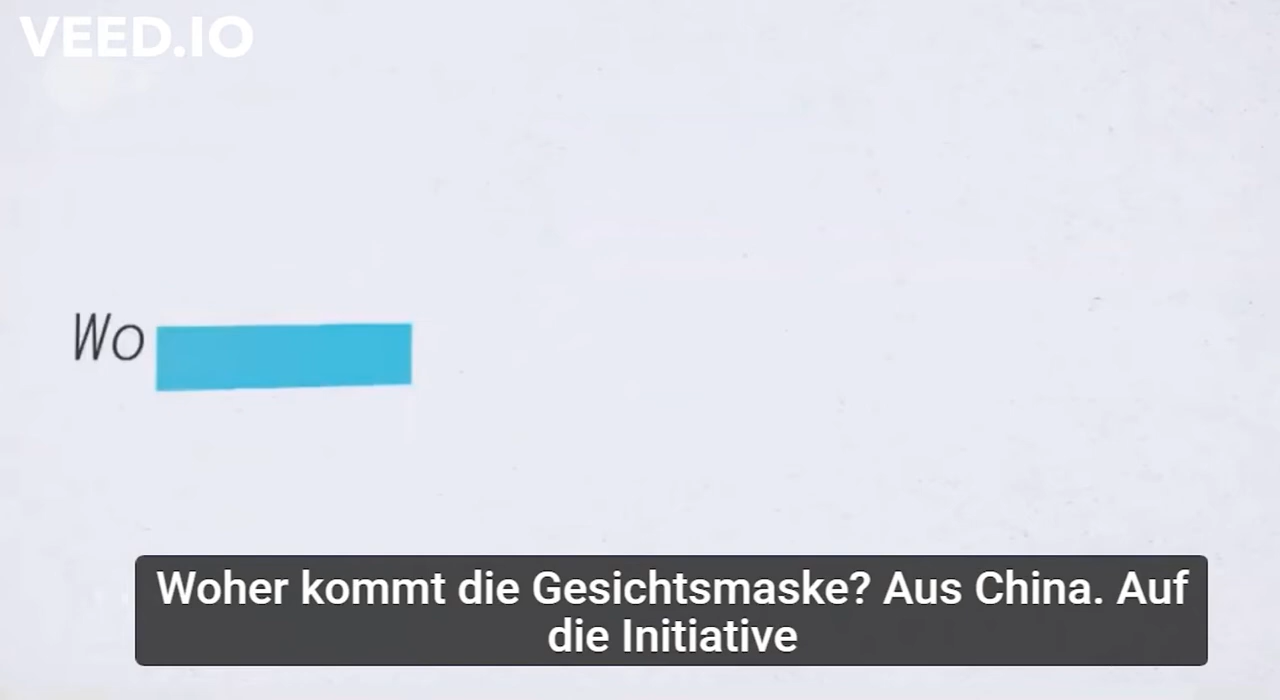 VEED.IO
Wo
Woher kommt die Gesichtsmaske? Aus China. Auf
die Initiative